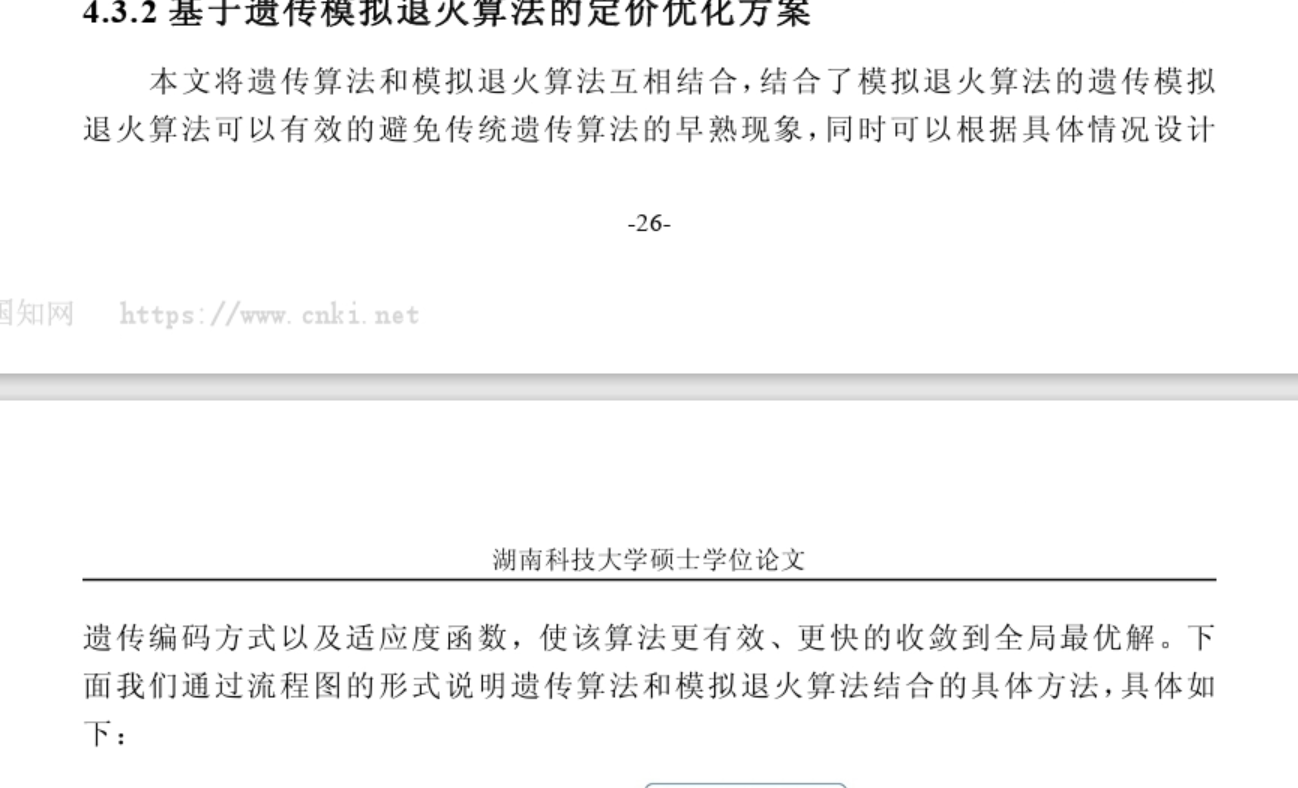 4.3.2 基于遗传模拟退火算法的定价优化方案
本文将遗传算法和模拟退火算法互相结合,结合了模拟退火算法的遗传模拟
退火算法可以有效的避免传统遗传算法的早熟现象,同时可以根据具体情况设计
-26-
国知网 https://www.cnki.net
湖南科技大学硕士学位论文
遗传编码方式以及适应度函数，使该算法更有效、更快的收敛到全局最优解。下
面我们通过流程图的形式说明遗传算法和模拟退火算法结合的具体方法,具体如
下：